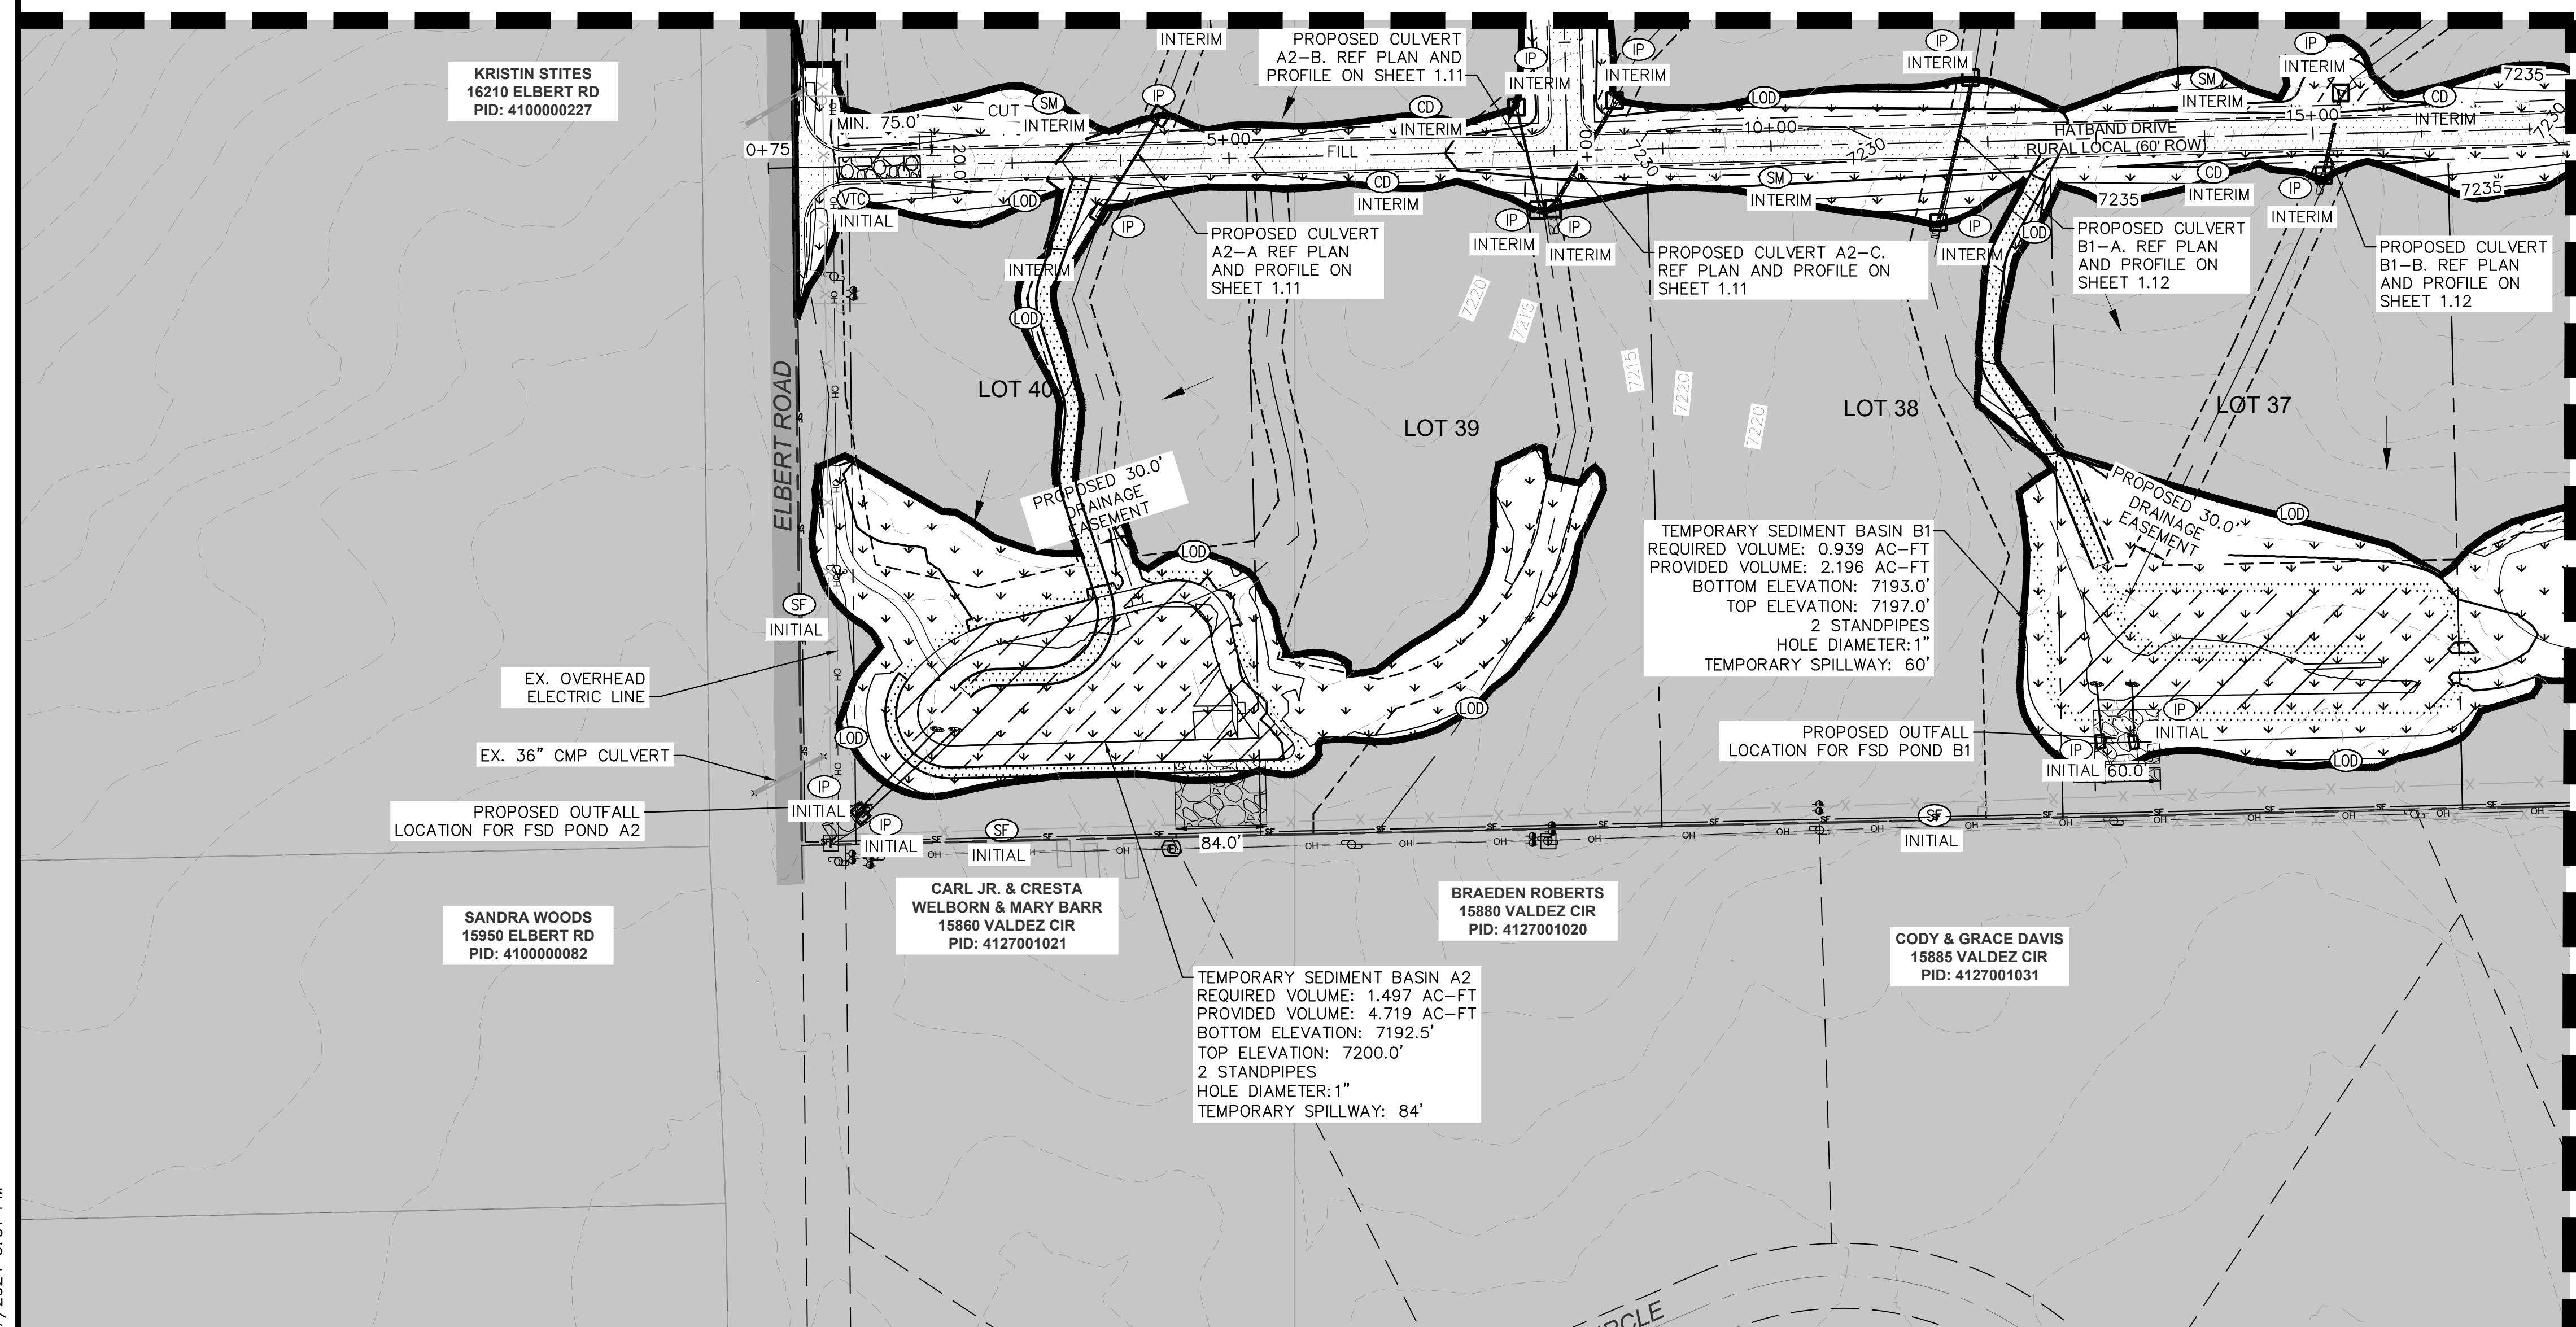 KRISTIN STITES
16210 ELBERT RD
PID: 4100000227
INTERIM
PROPOSED CULVERT
A2-B. REF PLAN AND
PROFILE ON SHEET 1.11
IP
INTERIM
IP
INTERIM
IP
INTERIM
IP
INTERIM
7235
CUT
SM
INTERIM
IP
CD
INTERIM
LOD
SM
INTERIM
CD
INTERIM
MIN. 75.0'
20.0'
0+75
5+00
FILL
+00
7230
10+00
7230
HATBAND DRIVE
RURAL LOCAL (60' ROW)
15+00
7230
VTC
INITIAL
LOD
IP
CD
INTERIM
SM
INTERIM
CD
INTERIM
7235
7235
IP
INTERIM
IP
INTERIM
IP
INTERIM
LOD
IP
INTERIM
INTERIM
LOD
PROPOSED CULVERT
A2-A REF PLAN
AND PROFILE ON
SHEET 1.11
PROPOSED CULVERT A2-C.
REF PLAN AND PROFILE ON
SHEET 1.11
PROPOSED CULVERT
B1-A. REF PLAN
AND PROFILE ON
SHEET 1.12
PROPOSED CULVERT
B1-B. REF PLAN
AND PROFILE ON
SHEET 1.12
7220
7215
7215
7220
7220
ELBERT ROAD
LOT 40
LOT 39
LOT 38
LOT 37
PROPOSED 30.0'
DRAINAGE
EASEMENT
LOD
PROPOSED 30.0'
DRAINAGE
EASEMENT
LOD
TEMPORARY SEDIMENT BASIN B1
REQUIRED VOLUME: 0.939 AC-FT
PROVIDED VOLUME: 2.196 AC-FT
BOTTOM ELEVATION: 7193.0'
TOP ELEVATION: 7197.0'
2 STANDPIPES
HOLE DIAMETER:1"
TEMPORARY SPILLWAY: 60'
SF
INITIAL
EX. OVERHEAD
ELECTRIC LINE
LOD
LOD
EX. 36" CMP CULVERT
PROPOSED OUTFALL
LOCATION FOR FSD POND B1
IP
INITIAL
IP
INITIAL
60.0'
LOD
IP
INITIAL
PROPOSED OUTFALL
LOCATION FOR FSD POND A2
IP
INITIAL
SF
INITIAL
84.0'
SF
INITIAL
SF
OH
CARL JR. & CRESTA
WELBORN & MARY BARR
15860 VALDEZ CIR
PID: 4127001021
BRAEDEN ROBERTS
15880 VALDEZ CIR
PID: 4127001020
SANDRA WOODS
15950 ELBERT RD
PID: 4100000082
CODY & GRACE DAVIS
15885 VALDEZ CIR
PID: 4127001031
TEMPORARY SEDIMENT BASIN A2
REQUIRED VOLUME: 1.497 AC-FT
PROVIDED VOLUME: 4.719 AC-FT
BOTTOM ELEVATION: 7192.5'
TOP ELEVATION: 7200.0'
2 STANDPIPES
HOLE DIAMETER:1"
TEMPORARY SPILLWAY: 84'